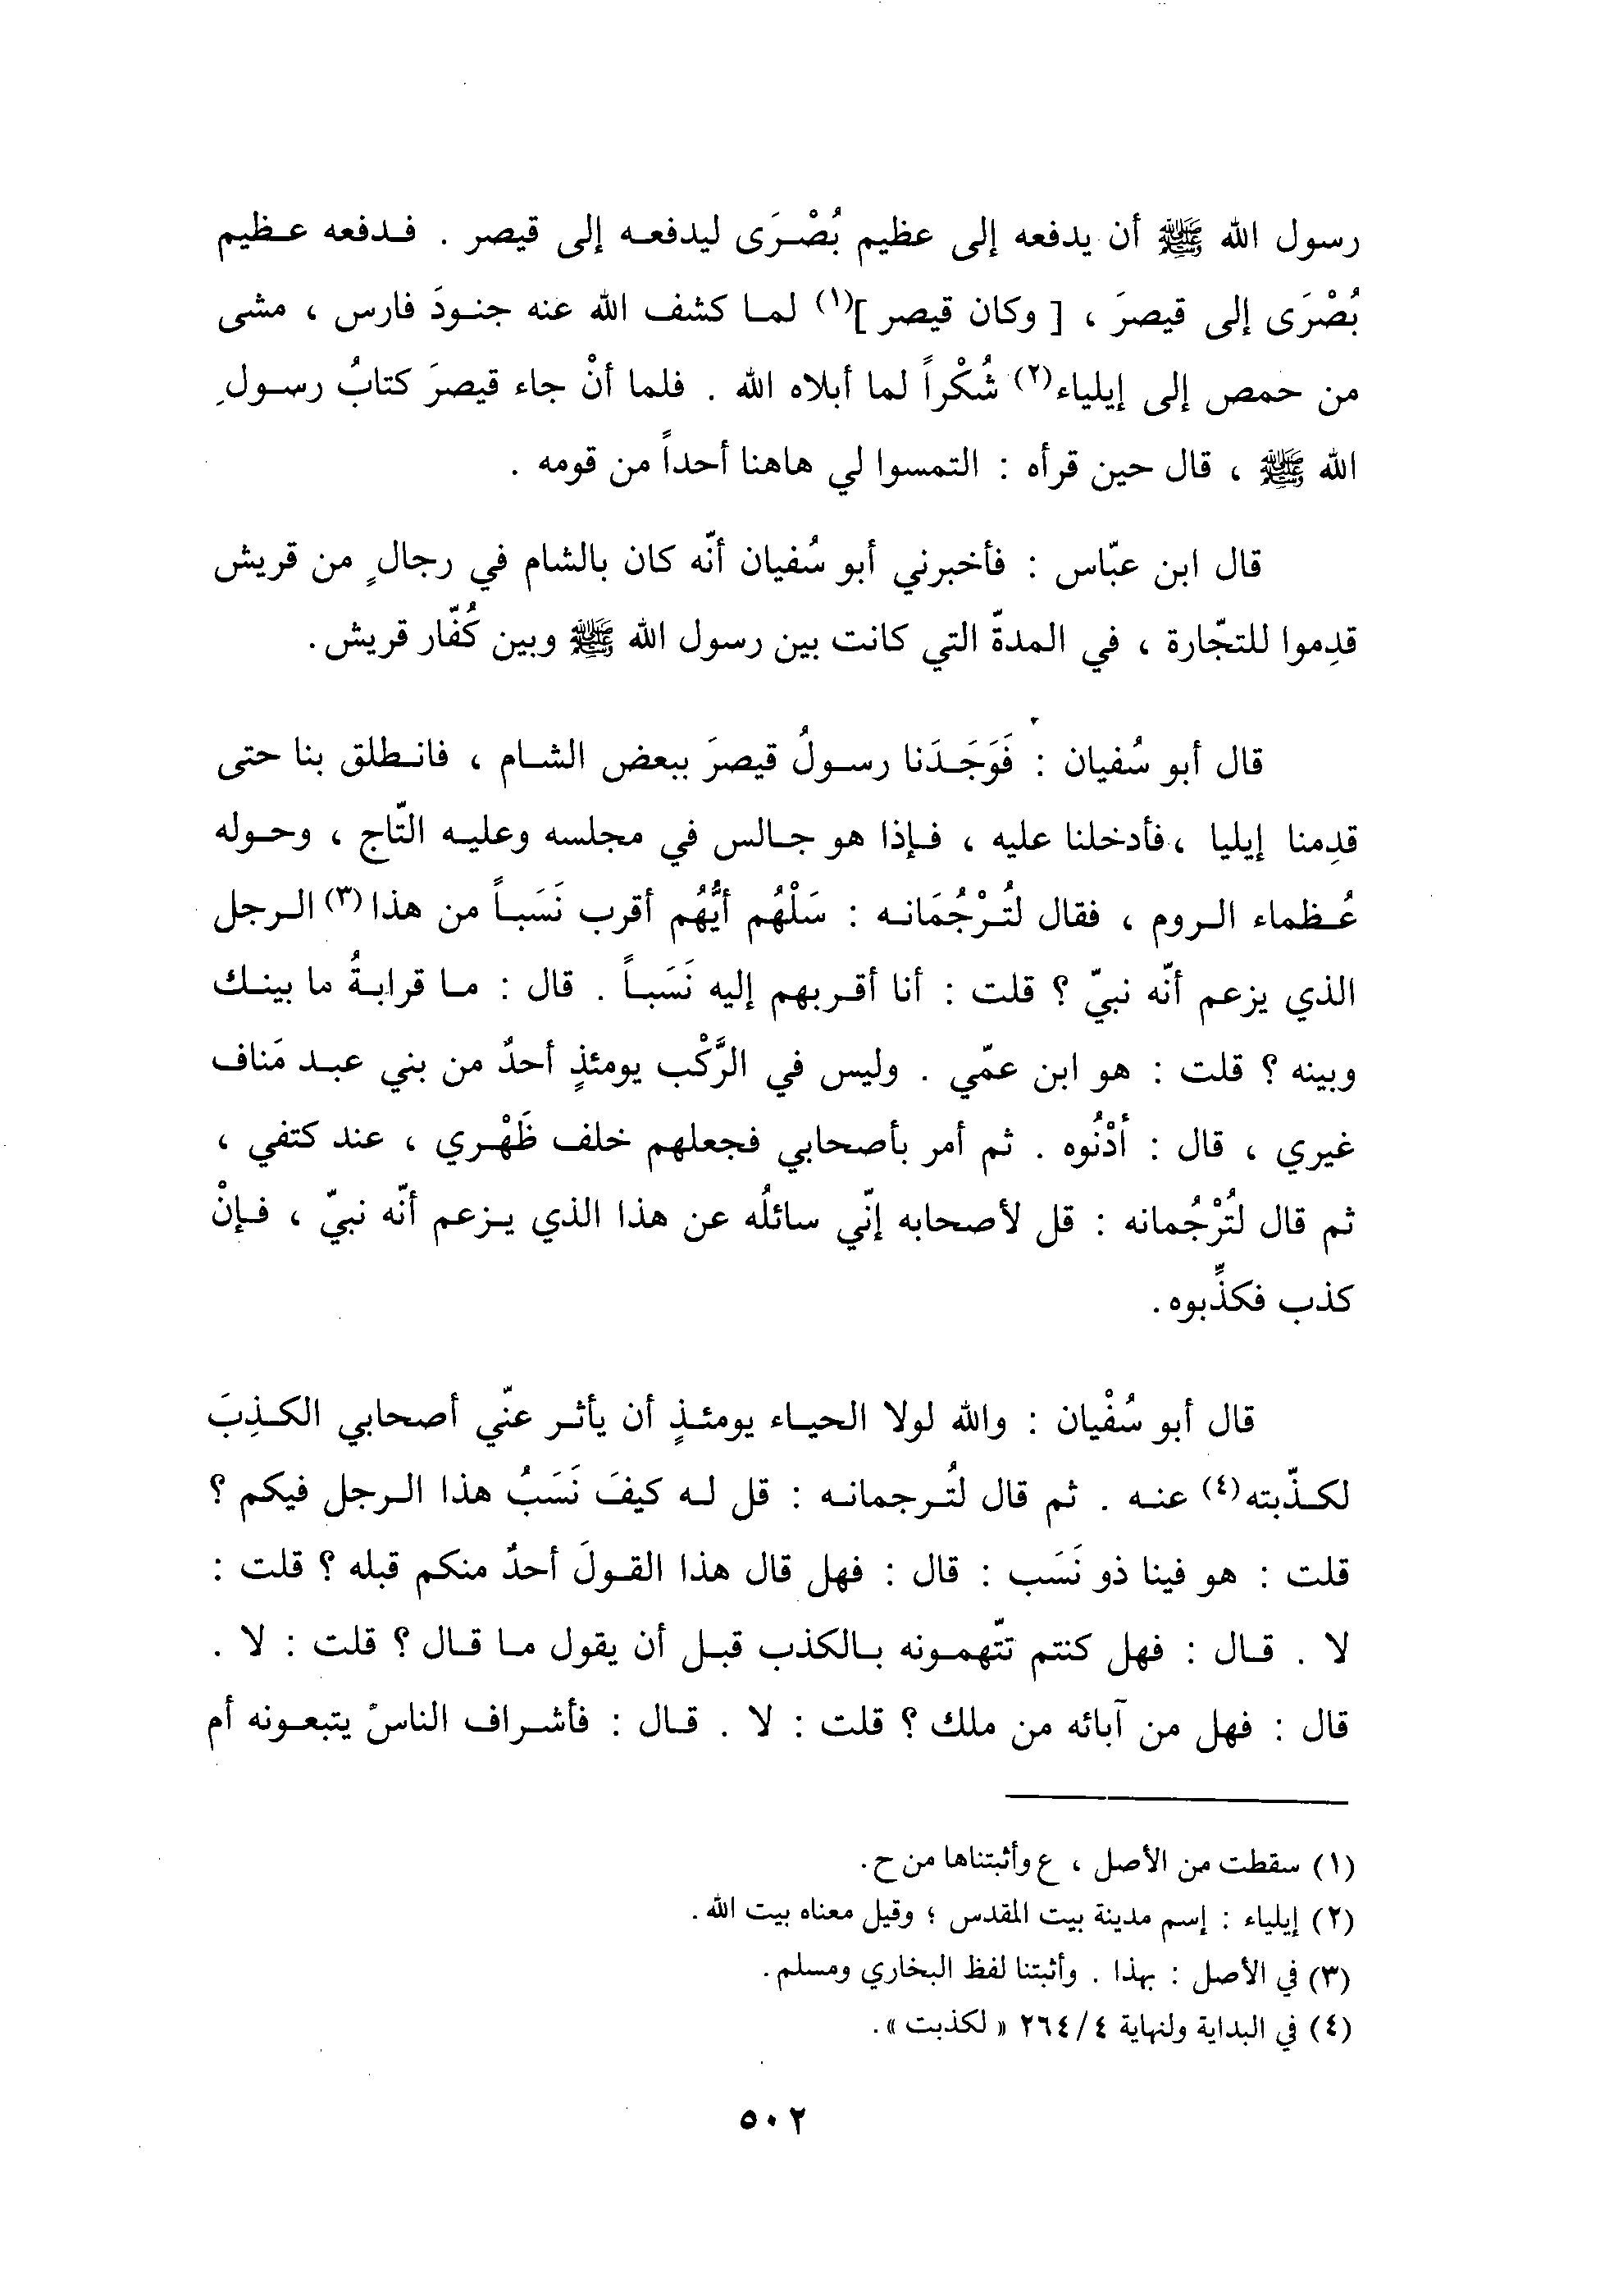 رسول الله ﷺ أن يدفعه إلى عظيم بُصْرَى ليدفعه إلى قيصر . فدفعه عظيم
بُصْرَى إلى قيصرَ ، [ وكان قيصر ](١) لما كشف الله عنه جنودَ فارس ، مشى
من حمص إلى إيلياء(٢) شُكْراً لما أبلاه الله . فلما أنْ جاء قيصرَ كتابُ رسولِ
الله ﷺ ، قال حين قرأه : التمسوا لي هاهنا أحداً من قومه .
قال ابن عبّاس : فأخبرني أبو سُفيان أنّه كان بالشام في رجالٍ من قريش
قدِموا للتجّارة ، في المدةّ التي كانت بين رسول الله ﷺ وبين كُفّار قريش.
قال أبو سُفيان : فَوَجَدَنا رسولُ قيصرَ ببعض الشام ، فانطلق بنا حتى
قدِمنا إيليا ، فأدخلنا عليه ، فإذا هو جالس في مجلسه وعليه التّاج ، وحوله
عُظماء الروم ، فقال لتُرْجُمَانه : سَلْهُم أيُّهُم أقرب نَسَباً من هذا(٣) الرجل
الذي يزعم أنّه نبيّ ؟ قلت : أنا أقربهم إليه نَسَباً . قال : ما قرابةُ ما بينك
وبينه ؟ قلت : هو ابن عمّي . وليس في الرَّكْب يومئذٍ أحدٌ من بني عبد مَناف
غيري ، قال : أدْنُوه . ثم أمر بأصحابي فجعلهم خلف ظَهْري ، عند كتفي ،
ثم قال لتُرْجُمانه : قل لأصحابه إنّي سائلُه عن هذا الذي يزعم أنّه نبيّ ، فإنْ
كذب فكذِّبوه .
قال أبو سُفْيان : والله لولا الحياء يومئذٍ أن يأثر عنّي أصحابي الكذِبَ
لكذّبته(٤) عنه . ثم قال لتُرجمانه : قل له كيفَ نَسَبُ هذا الرجل فيكم ؟
قلت : هو فينا ذو نَسَب : قال : فهل قال هذا القولَ أحدٌ منكم قبله ؟ قلت :
لا . قال : فهل كنتم تتّهمونه بالكذب قبل أن يقول ما قال ؟ قلت : لا .
قال : فهل من آبائه من ملك ؟ قلت : لا . قال : فأشراف الناسُ يتبعونه أم
(١) سقطت من الأصل ، ع وأثبتناها من ح .
(٢) إيلياء : إسم مدينة بيت المقدس ؛ وقيل معناه بيت الله .
(٣) في الأصل : بهذا . وأثبتنا لفظ البخاري ومسلم .
(٤) في البداية ولنهاية ٢٦٤/٤ « لكذبت » .
٥٠٢